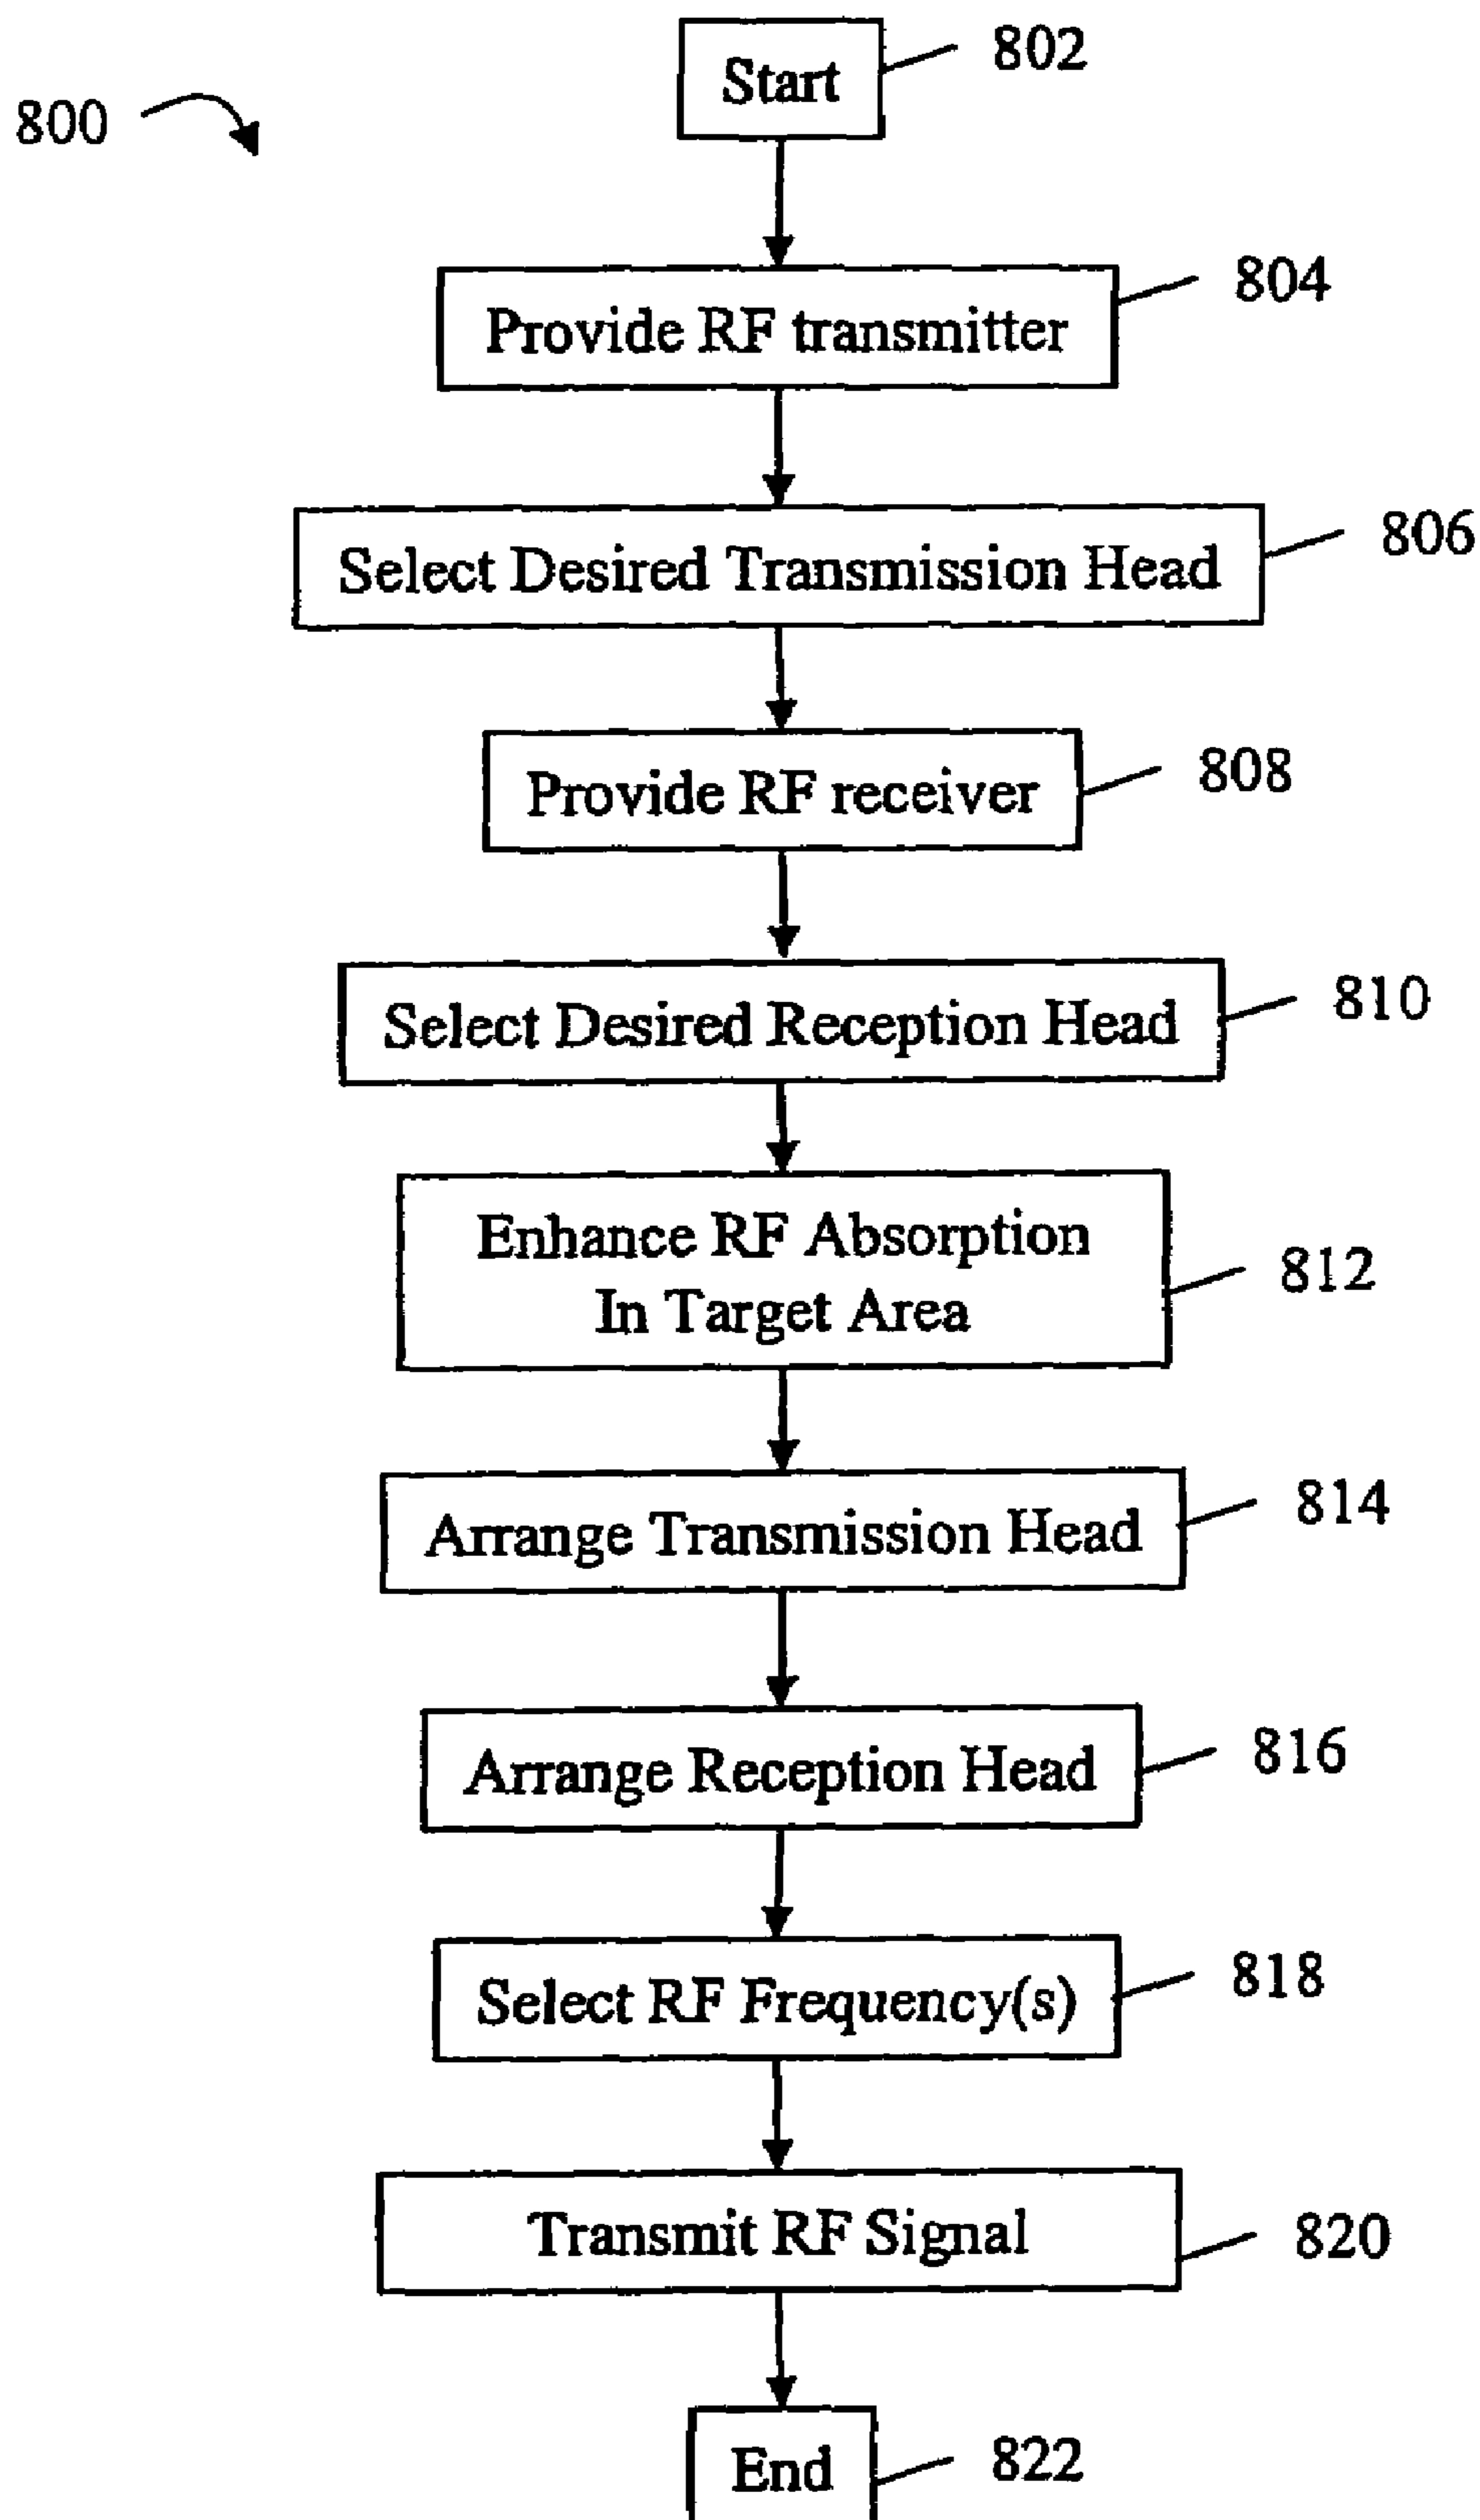 802
Start
800
804
Provide RF transmitter
806
Select Desired Transmission Head
808
Provide RF receiver
810
Select Desired Reception Head
Enhance RF Absorption
812
In Target Area
814
Arrange Transmission Head
816
Arrange Reception Head
818
Select RF Frequency(s)
Transmit RF Signal
820
End
822